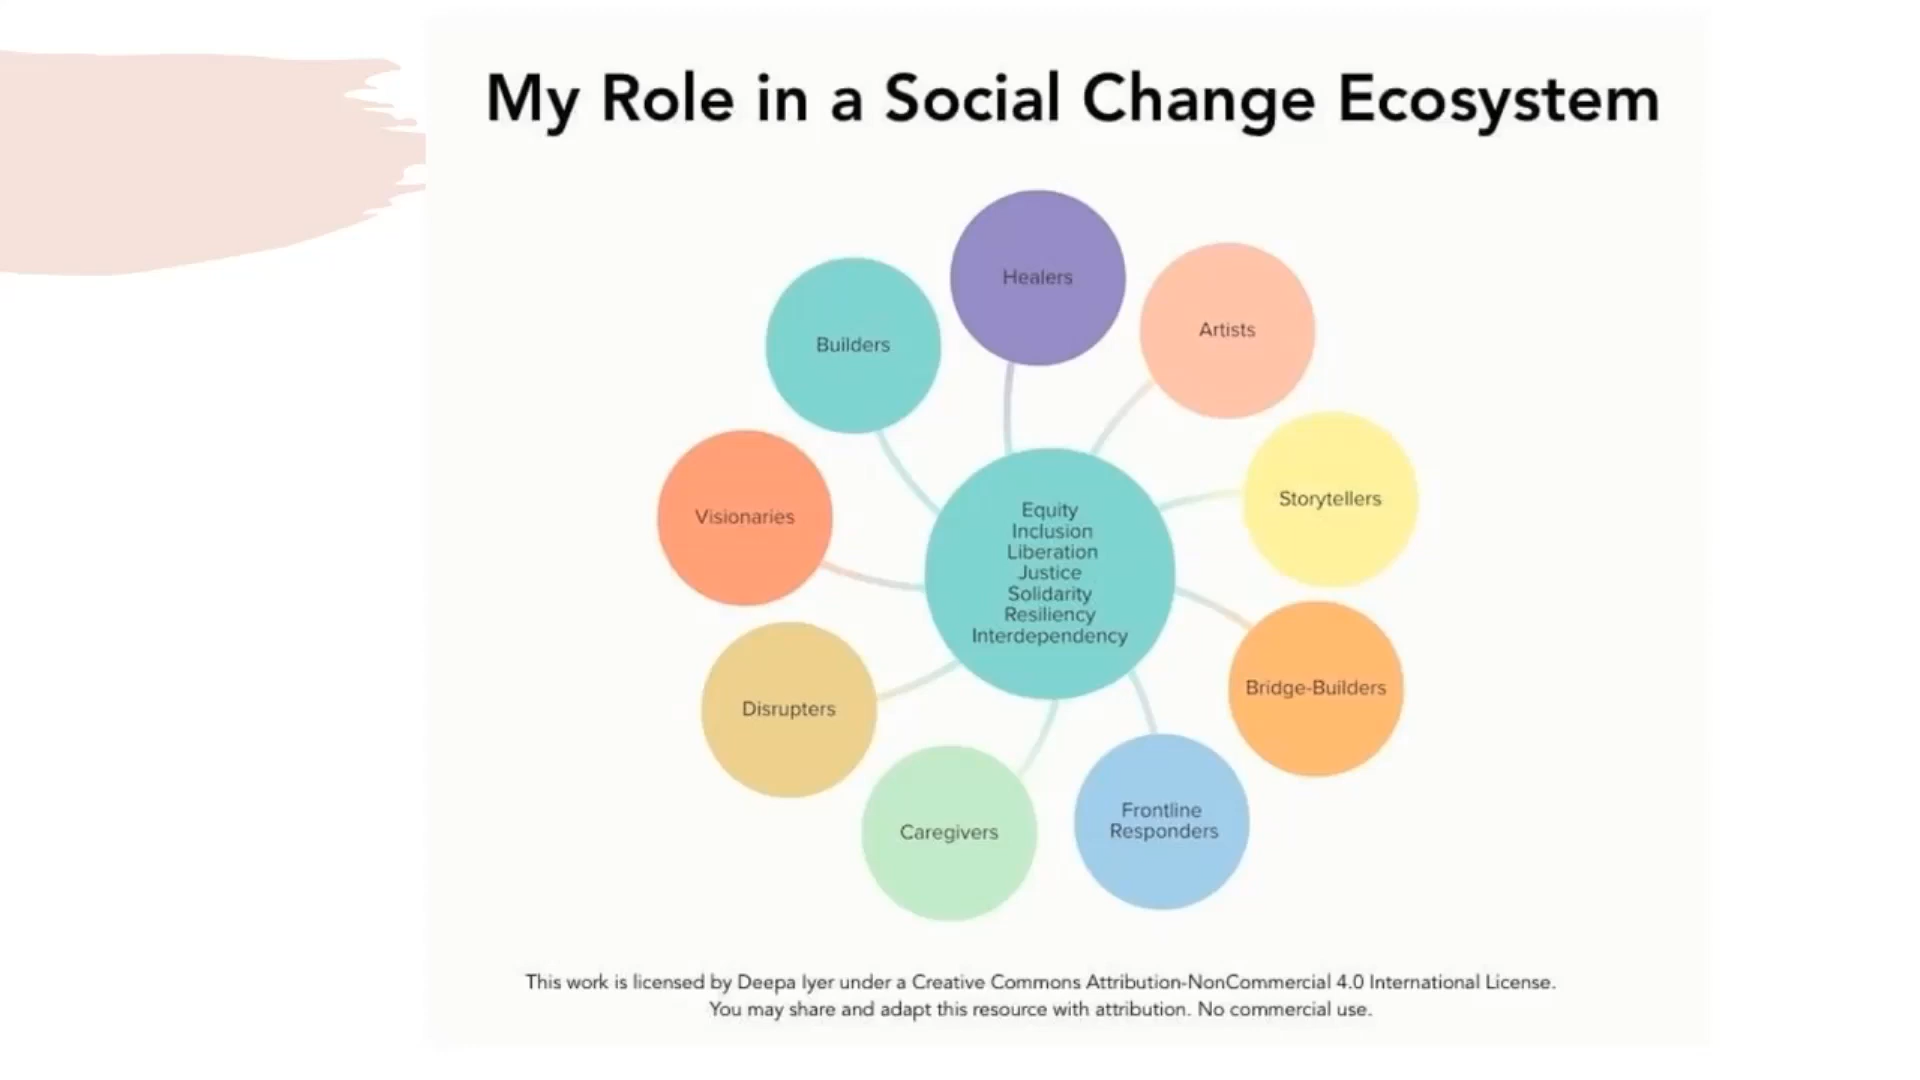 My Role in a Social Change Ecosystem
Healers
Artists
Builders
Storytellers
Visionaries
Equity
Inclusion
Liberation
Justice
Solidarity
Resiliency
Interdependency
Bridge-Builders
Disrupters
Frontline
Responders
Caregivers
This work is licensed by Deepa Iyer under a Creative Commons Attribution-NonCommercial 4.0 International License.
You may share and adapt this resource with attribution. No commercial use.